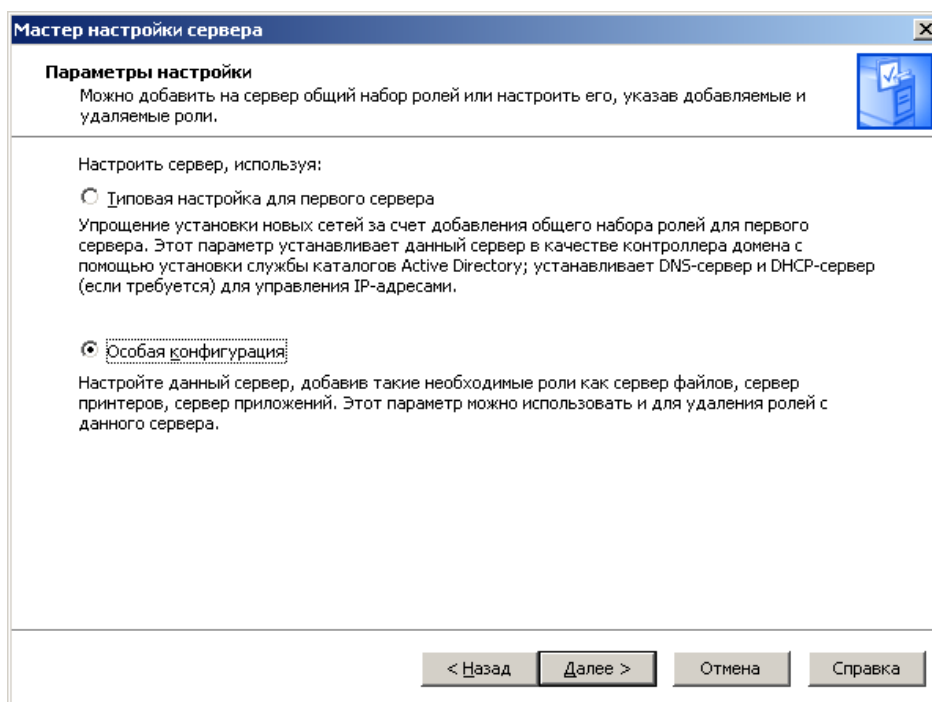 Мастер настройки сервера
Параметры настройки
Можно добавить на сервер общий набор ролей или настроить его, указав добавляемые и
удаляемые роли.
Настроить сервер, используя:
Типовая настройка для первого сервера
Упрощение установки новых сетей за счет добавления общего набора ролей для первого
сервера. Этот параметр устанавливает данный сервер в качестве контроллера домена с
помощью установки службы каталогов Active Directory; устанавливает DNS-сервер и DHCP-сервер
(если требуется) для управления IP-адресами.
Особая конфигурация
Настройте данный сервер, добавив такие необходимые роли как сервер файлов, сервер
принтеров, сервер приложений. Этот параметр можно использовать и для удаления ролей с
данного сервера.
< Назад Далее > Отмена Справка